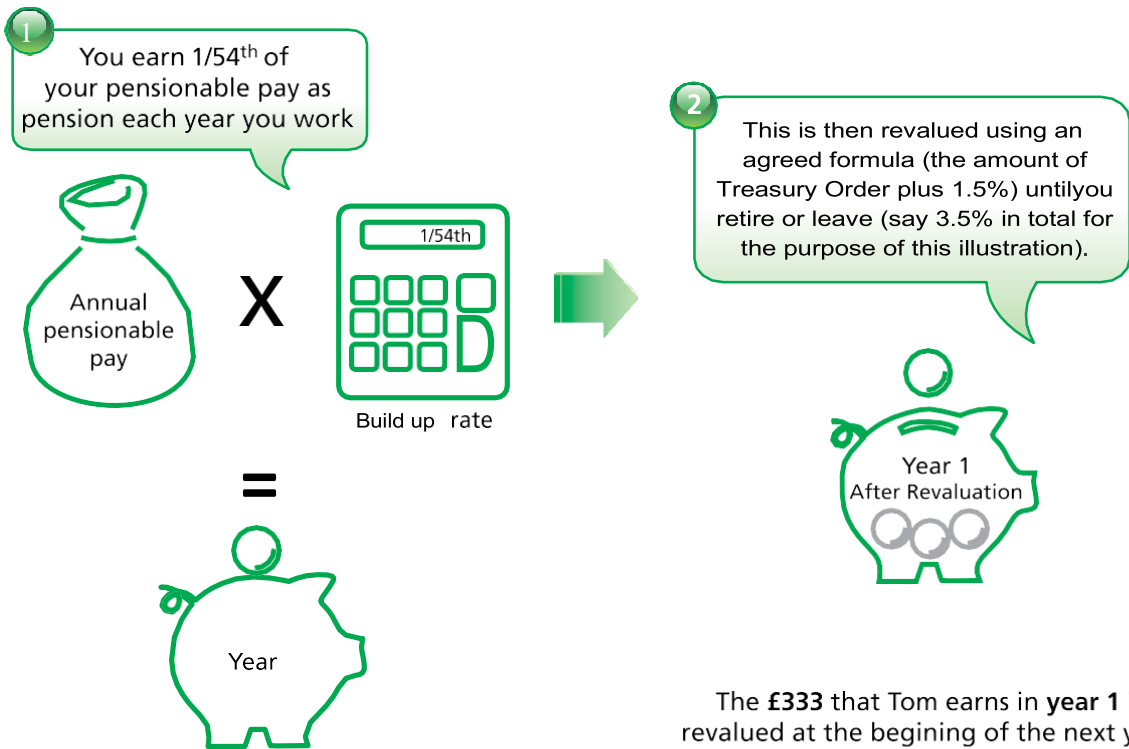 1
You earn 1/54th of
your pensionable pay as
pension each year you work
Annual
pensionable
pay
X
1/54th
Build up rate
=
Year
2
This is then revalued using an
agreed formula (the amount of
Treasury Order plus 1.5%) untilyou
retire or leave (say 3.5% in total for
the purpose of this illustration).
Year 1
After Revaluation
The £333 that Tom earns in year 1
revalued at the begining of the next